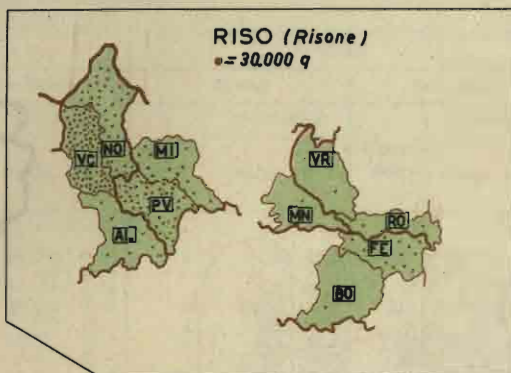 RISO (Risone)
= 30.000 q
VC NO MI
AL PV
VR
MN RO
FE
BO